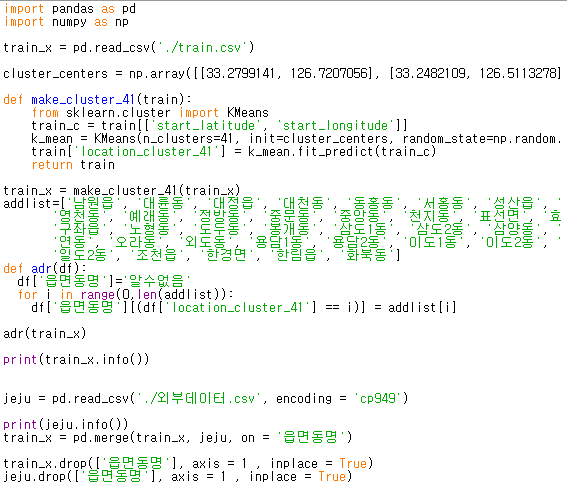 import pandas as pd
import numpy as np
train_x = pd.read_csv('./train.csv')
cluster_centers = np.array([[33.2799141, 126.7207056], [33.2482109, 126.5113278]
def make_cluster_41(train):
from sklearn.cluster import KMeans
train_c = train[['start_latitude', 'start_longitude']]
k_mean = KMeans(n_clusters=41, init=cluster_centers, random_state=np.random.
train['location_cluster_41'] = k_mean.fit_predict(train_c)
return train
train_x = make_cluster_41(train_x)
addlist=['남원읍', '대륜동', '대정읍', '대천동', '동홍동', '서홍동', '성산읍', '
'영천동', '예래동', '정방동', '중문동', '중앙동', '천지동', '표선면', '효
'구좌읍', '노형동', '도두동', '봉개동', '삼도1동', '삼도2동', '삼양동', '
'연동', '오라동', '외도동', '용담1동', '용담2동', '이도1동', '이도2동', '
'일도2동', '조천읍', '한경면', '한림읍', '화북동']
def adr(df):
df['읍면동명']='알수없음'
for i in range(0,len(addlist)):
df['읍면동명'][(df['location_cluster_41'] == i)] = addlist[i]
adr(train_x)
print(train_x.info())
jeju = pd.read_csv('./외부데이터.csv', encoding = 'cp949')
print(jeju.info())
train_x = pd.merge(train_x, jeju, on = '읍면동명')
train_x.drop(['읍면동명'], axis = 1 , inplace = True)
jeju.drop(['읍면동명'], axis = 1 , inplace = True)